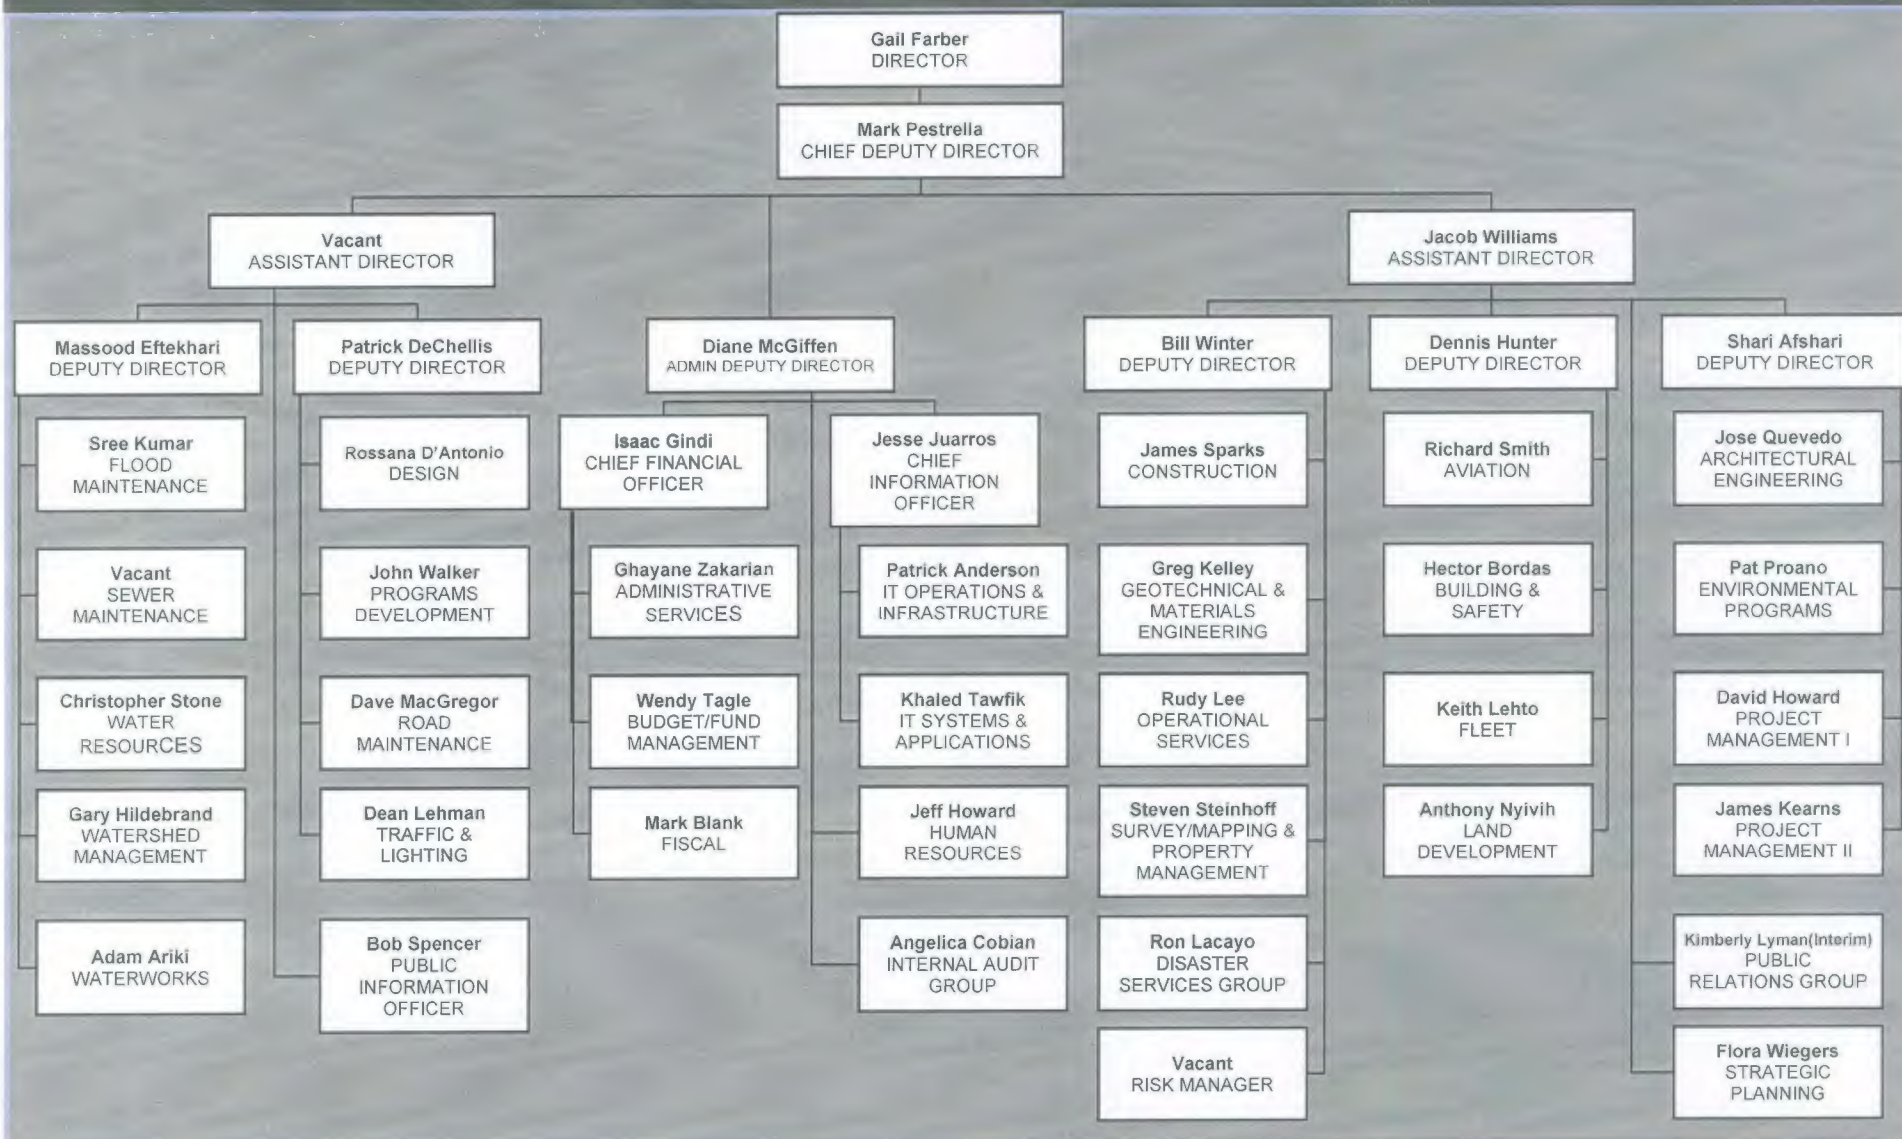 Gail Farber
DIRECTOR
Mark Pestrella
CHIEF DEPUTY DIRECTOR
Vacant
ASSISTANT DIRECTOR
Jacob Williams
ASSISTANT DIRECTOR
Massood Eftekhari
DEPUTY DIRECTOR
Patrick DeChellis
DEPUTY DIRECTOR
Diane McGiffen
ADMIN DEPUTY DIRECTOR
Bill Winter
DEPUTY DIRECTOR
Dennis Hunter
DEPUTY DIRECTOR
Shari Afshari
DEPUTY DIRECTOR
Sree Kumar
FLOOD
MAINTENANCE
Rossana D'Antonio
DESIGN
Isaac Gindi
CHIEF FINANCIAL
OFFICER
Jesse Juarros
CHIEF
INFORMATION
OFFICER
James Sparks
CONSTRUCTION
Richard Smith
AVIATION
Jose Quevedo
ARCHITECTURAL
ENGINEERING
Vacant
SEWER
MAINTENANCE
John Walker
PROGRAMS
DEVELOPMENT
Ghayane Zakarian
ADMINISTRATIVE
SERVICES
Patrick Anderson
IT OPERATIONS &
INFRASTRUCTURE
Greg Kelley
GEOTECHNICAL &
MATERIALS
ENGINEERING
Hector Bordas
BUILDING &
SAFETY
Pat Proano
ENVIRONMENTAL
PROGRAMS
Christopher Stone
WATER
RESOURCES
Dave MacGregor
ROAD
MAINTENANCE
Wendy Tagle
BUDGET/FUND
MANAGEMENT
Khaled Tawfik
IT SYSTEMS &
APPLICATIONS
Rudy Lee
OPERATIONAL
SERVICES
Keith Lehto
FLEET
David Howard
PROJECT
MANAGEMENT I
Gary Hildebrand
WATERSHED
MANAGEMENT
Dean Lehman
TRAFFIC &
LIGHTING
Mark Blank
FISCAL
Jeff Howard
HUMAN
RESOURCES
Steven Steinhoff
SURVEY/MAPPING &
PROPERTY
MANAGEMENT
Anthony Nyivih
LAND
DEVELOPMENT
James Kearns
PROJECT
MANAGEMENT II
Adam Ariki
WATERWORKS
Bob Spencer
PUBLIC
INFORMATION
OFFICER
Angelica Cobian
INTERNAL AUDIT
GROUP
Ron Lacayo
DISASTER
SERVICES GROUP
Kimberly Lyman(Interim)
PUBLIC
RELATIONS GROUP
Vacant
RISK MANAGER
Flora Wiegers
STRATEGIC
PLANNING